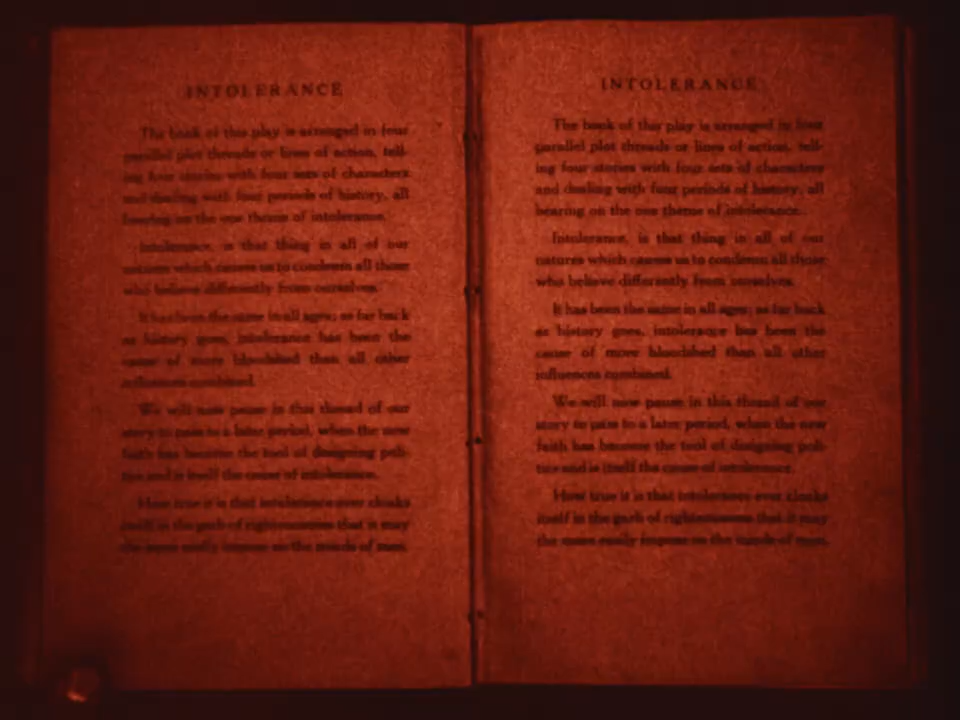 INTOLERANCE
The book of this play is arranged in four
parallel plot threads or lines of action, tell-
ing four stories with four sets of characters
and dealing with four periods of history, all
bearing on the one theme of intolerance.
Intolerance, is that thing in all of our
natures which causes us to condemn all those
who believe differently from ourselves.
It has been the same in all ages; as far back
as history goes, intolerance has been the
cause of more bloodshed than all other
influences combined.
We will now pause in this thread of our
story to pass to a later period, when the new
faith has become the tool of designing poli-
tics and is itself the cause of intolerance.
How true it is that intolerance ever cloaks
itself in the garb of righteousness that it may
the more easily impose on the minds of men.
INTOLERANCE
The book of this play is arranged in four
parallel plot threads or lines of action, tell-
ing four stories with four sets of characters
and dealing with four periods of history, all
bearing on the one theme of intolerance.
Intolerance, is that thing in all of our
natures which causes us to condemn all those
who believe differently from ourselves.
It has been the same in all ages; as far back
as history goes, intolerance has been the
cause of more bloodshed than all other
influences combined.
We will now pause in this thread of our
story to pass to a later period, when the new
faith has become the tool of designing poli-
tics and is itself the cause of intolerance.
How true it is that intolerance ever cloaks
itself in the garb of righteousness that it may
the more easily impose on the minds of men.